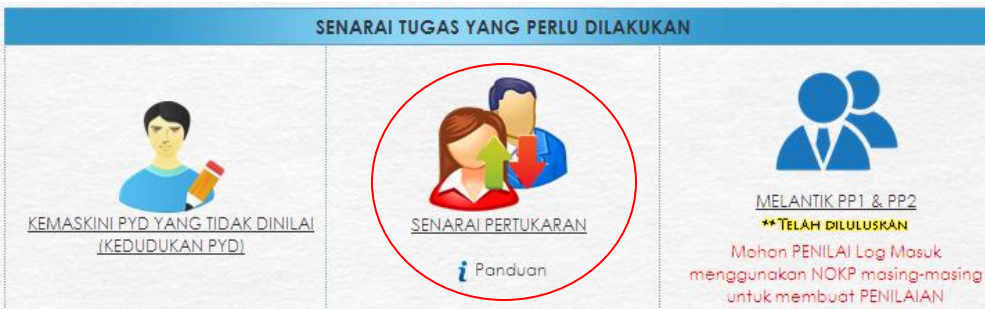 SENARAI TUGAS YANG PERLU DILAKUKAN
KEMASKINI PYD YANG TIDAK DINILAI
(KEDUDUKAN PYD)
SENARAI PERTUKARAN
i Panduan
MELANTIK PP1 & PP2
**TELAH DILULUSKAN
Mohon PENILAI Log Masuk
menggunakan NOKP masing-masing
untuk membuat PENILAIAN